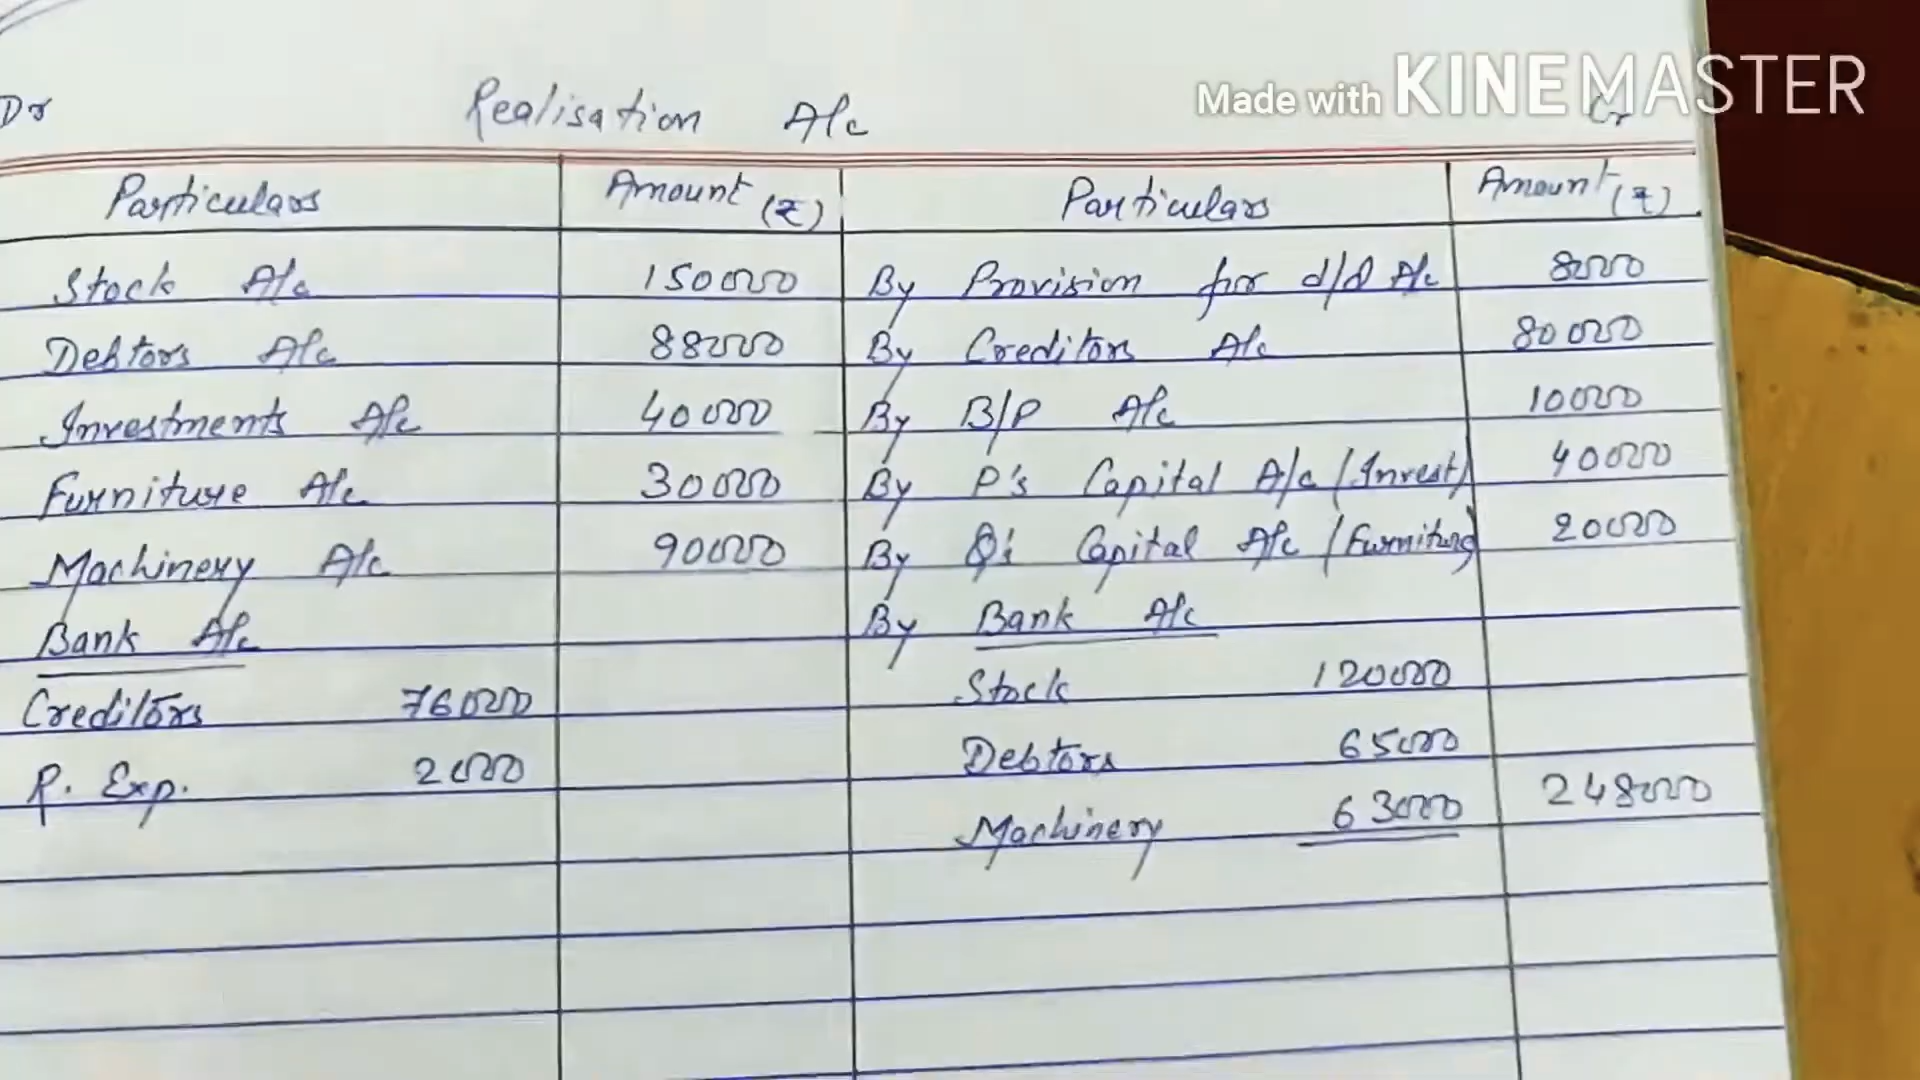 Made with KINEMASTER
Dr Realisation A/c Cr
Particulars Amount (₹) Particulars Amount (₹)
Stock A/c 150000 By Provision for d/d A/c 8000
Debtors A/c 88000 By Creditors A/c 80000
Investments A/c 40000 By B/P A/c 10000
Furniture A/c 30000 By P's Capital A/c (Invest) 40000
Machinery A/c 90000 By Q's Capital A/c (Furniture) 20000
Bank A/c By Bank A/c
Creditors 76000 Stock 120000
R. Exp. 2000 Debtors 65000
Machinery 63000 248000